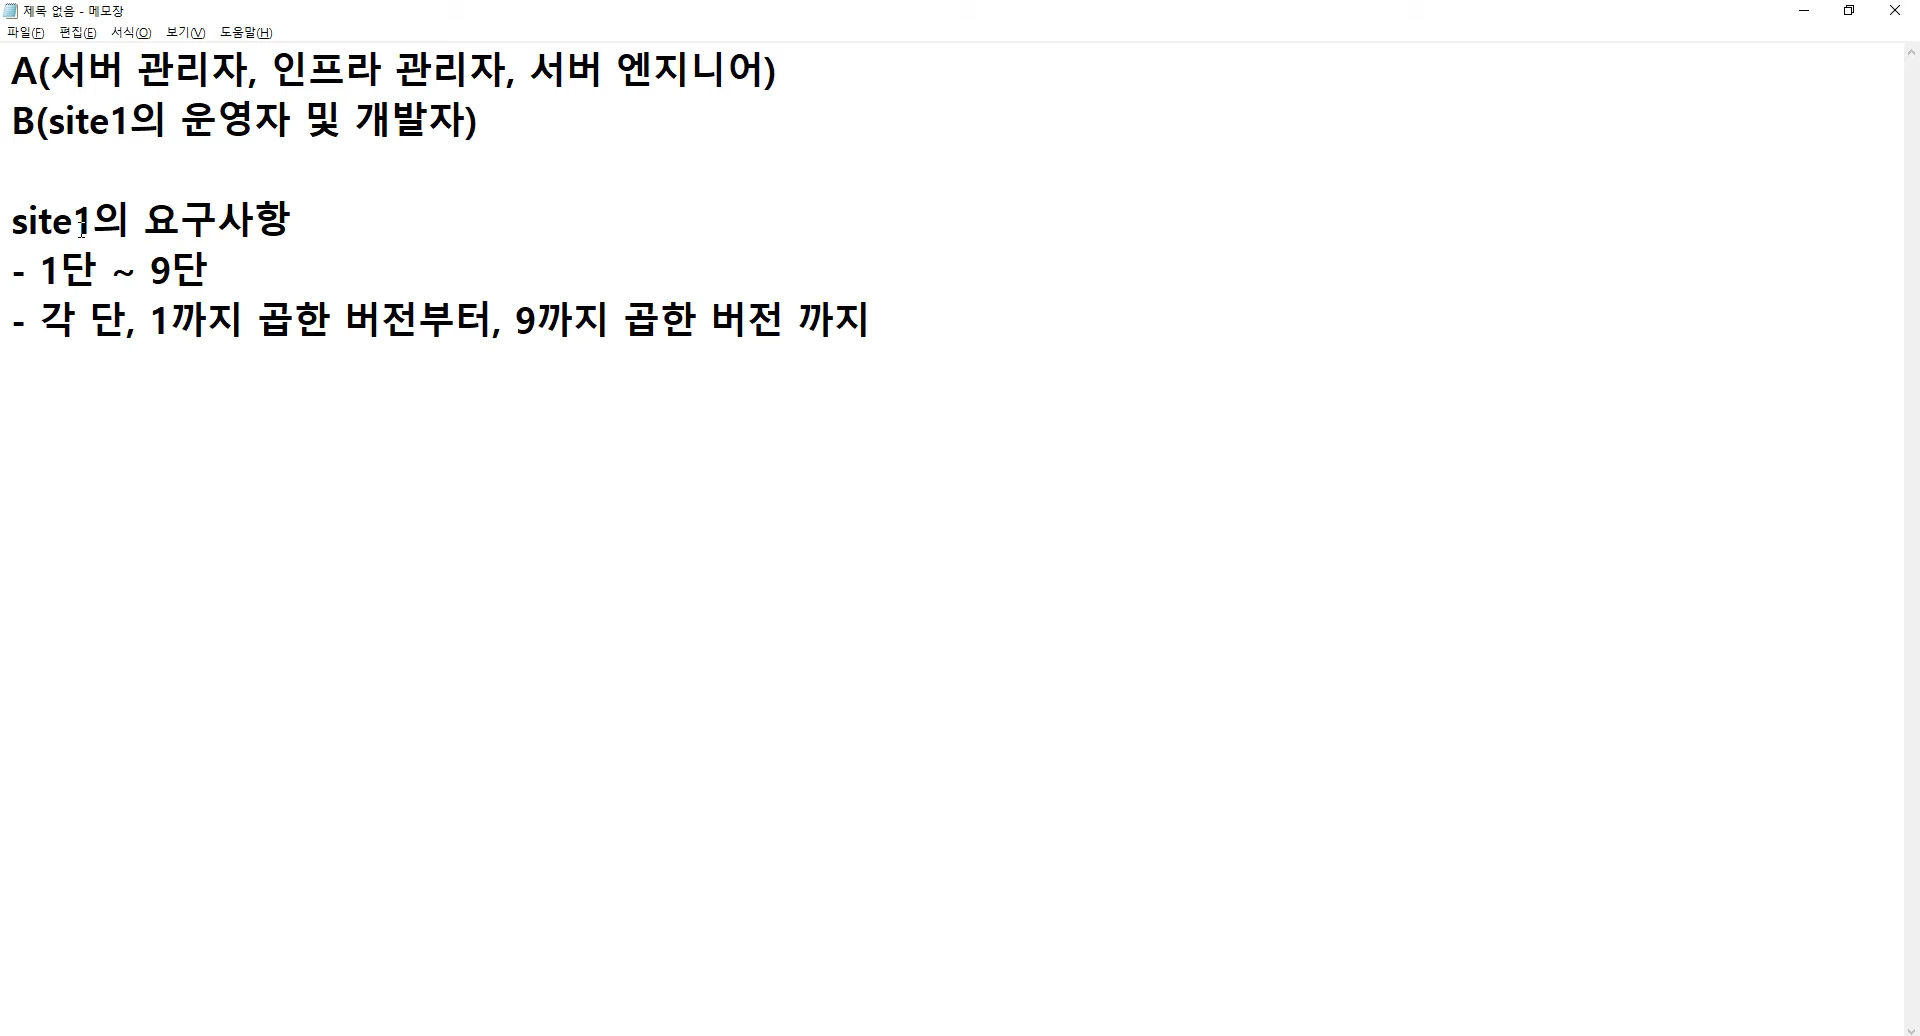 제목 없음 - 메모장
파일(F) 편집(E) 서식(O) 보기(V) 도움말(H)
A(서버 관리자, 인프라 관리자, 서버 엔지니어)
B(site1의 운영자 및 개발자)
site1의 요구사항
- 1단 ~ 9단
- 각 단, 1까지 곱한 버전부터, 9까지 곱한 버전 까지